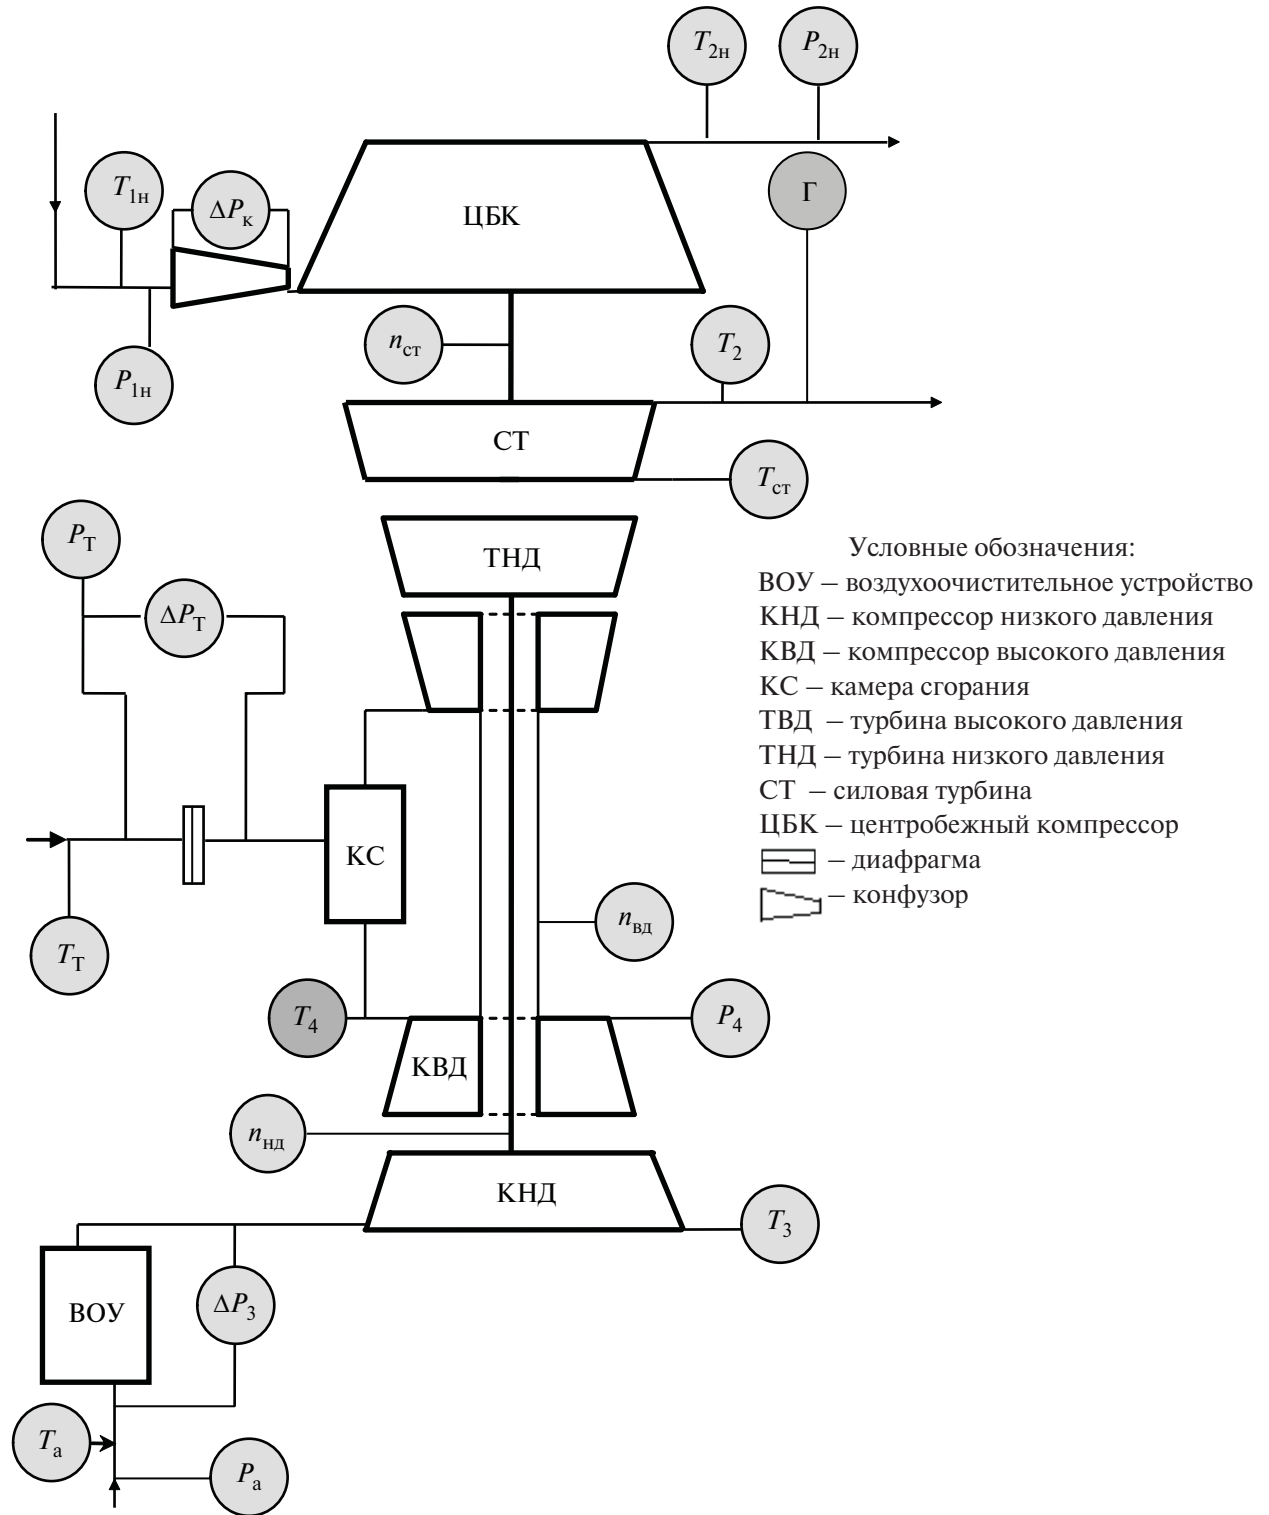 T2н
P2н
T1н
ΔPк
ЦБК
Г
nст
T2
P1н
СТ
Tст
PТ
ТНД
ΔPТ
Условные обозначения:
ВОУ – воздухоочистительное устройство
КНД – компрессор низкого давления
КВД – компрессор высокого давления
КС – камера сгорания
ТВД – турбина высокого давления
ТНД – турбина низкого давления
СТ – силовая турбина
ЦБК – центробежный компрессор
– диафрагма
– конфузор
КС
nвд
TТ
T4
P4
КВД
nнд
КНД
T3
ВОУ
ΔP3
Tа
Pа